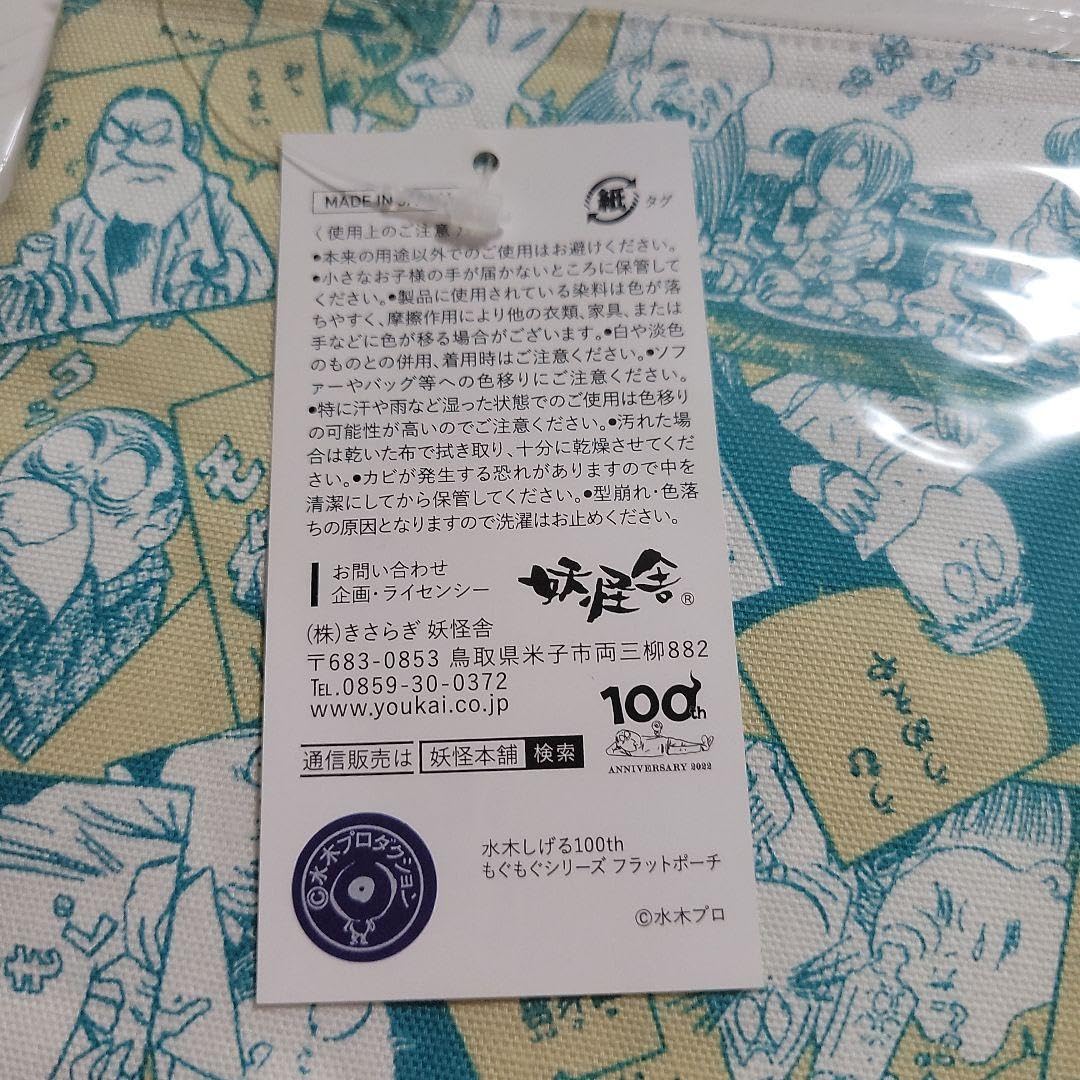 MADE IN
紙 タグ
〈使用上のご注意〉
●本来の用途以外でのご使用はお避けください。
●小さなお子様の手が届かないところに保管して
ください。●製品に使用されている染料は色が落
ちやすく、摩擦作用により他の衣類、家具、または
手などに色が移る場合がございます。●白や淡色
のものとの併用、着用時はご注意ください。●ソフ
ァーやバッグ等への色移りにご注意ください。
●特に汗や雨など湿った状態でのご使用は色移り
の可能性が高いのでご注意ください。●汚れた場
合は乾いた布で拭き取り、十分に乾燥させてくだ
さい。●カビが発生する恐れがありますので中を
清潔にしてから保管してください。●型崩れ・色落
ちの原因となりますので洗濯はお止めください。
お問い合わせ
企画・ライセンシー
妖怪舎®
(株)きさらぎ 妖怪舎
〒683-0853 鳥取県米子市両三柳882
TEL.0859-30-0372
www.youkai.co.jp
100th
ANNIVERSARY 2022
通信販売は 妖怪本舗 検索
©水木プロダクション
水木しげる100th
もぐもぐシリーズ フラットポーチ
©水木プロ